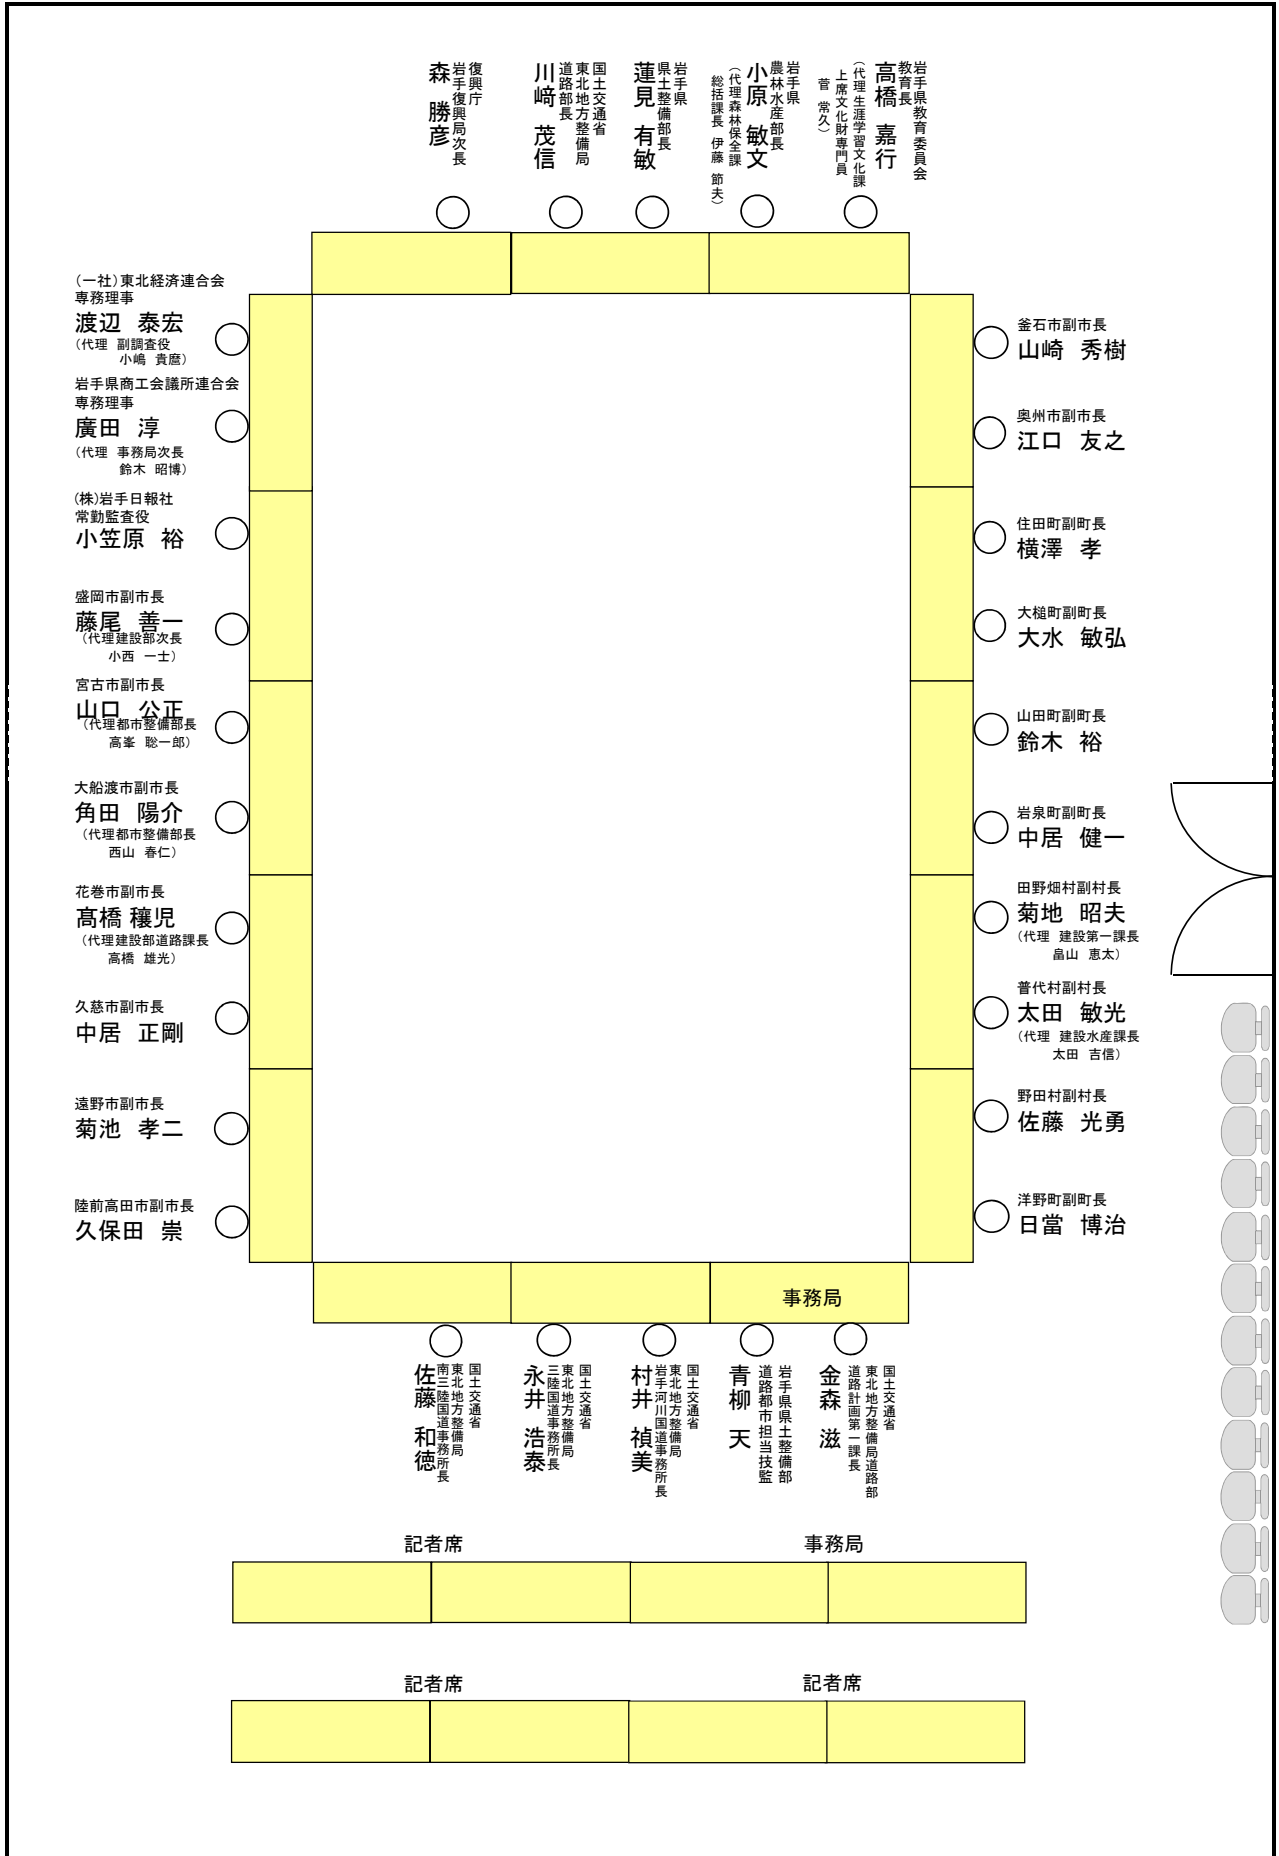 復興庁
岩手復興局次長
森 勝彦
国土交通省
東北地方整備局
道路部長
川﨑 茂信
岩手県
県土整備部長
蓮見 有敏
岩手県
農林水産部長
小原 敏文
（代理森林保全課
総括課長 伊藤 節夫）
岩手県教育委員会
教育長
高橋 嘉行
（代理 生涯学習文化課
上席文化財専門員
菅 常久）
（一社）東北経済連合会
専務理事
渡辺 泰宏
（代理 副調査役
小嶋 貴麿）
岩手県商工会議所連合会
専務理事
廣田 淳
（代理 事務局次長
鈴木 昭博）
(株)岩手日報社
常勤監査役
小笠原 裕
盛岡市副市長
藤尾 善一
（代理建設部次長
小西 一士）
宮古市副市長
山口 公正
（代理都市整備部長
高峯 聡一郎）
大船渡市副市長
角田 陽介
（代理都市整備部長
西山 春仁）
花巻市副市長
髙橋 穣児
（代理建設部道路課長
高橋 雄光）
久慈市副市長
中居 正剛
遠野市副市長
菊池 孝二
陸前高田市副市長
久保田 崇
釜石市副市長
山崎 秀樹
奥州市副市長
江口 友之
住田町副町長
横澤 孝
大槌町副町長
大水 敏弘
山田町副町長
鈴木 裕
岩泉町副町長
中居 健一
田野畑村副村長
菊地 昭夫
（代理 建設第一課長
畠山 恵太）
普代村副村長
太田 敏光
（代理 建設水産課長
太田 吉信）
野田村副村長
佐藤 光勇
洋野町副町長
日當 博治
事務局
国土交通省
東北地方整備局
南三陸国道事務所長
佐藤 和徳
国土交通省
東北地方整備局
三陸国道事務所長
永井 浩泰
国土交通省
東北地方整備局
岩手河川国道事務所長
村井 禎美
岩手県県土整備部
道路都市担当技監
青柳 天
国土交通省
東北地方整備局道路部
道路計画第一課長
金森 滋
記者席 事務局
記者席 記者席